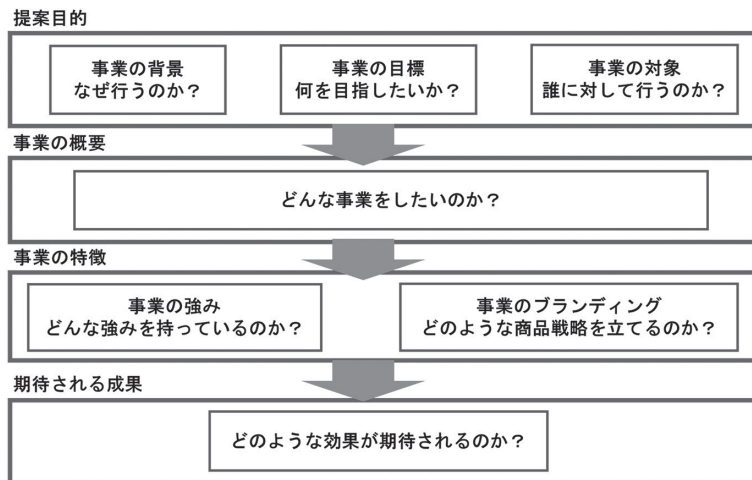 提案目的
事業の背景
なぜ行うのか？
事業の目標
何を目指したいか？
事業の対象
誰に対して行うのか？
事業の概要
どんな事業をしたいのか？
事業の特徴
事業の強み
どんな強みを持っているのか？
事業のブランディング
どのような商品戦略を立てるのか？
期待される成果
どのような効果が期待されるのか？